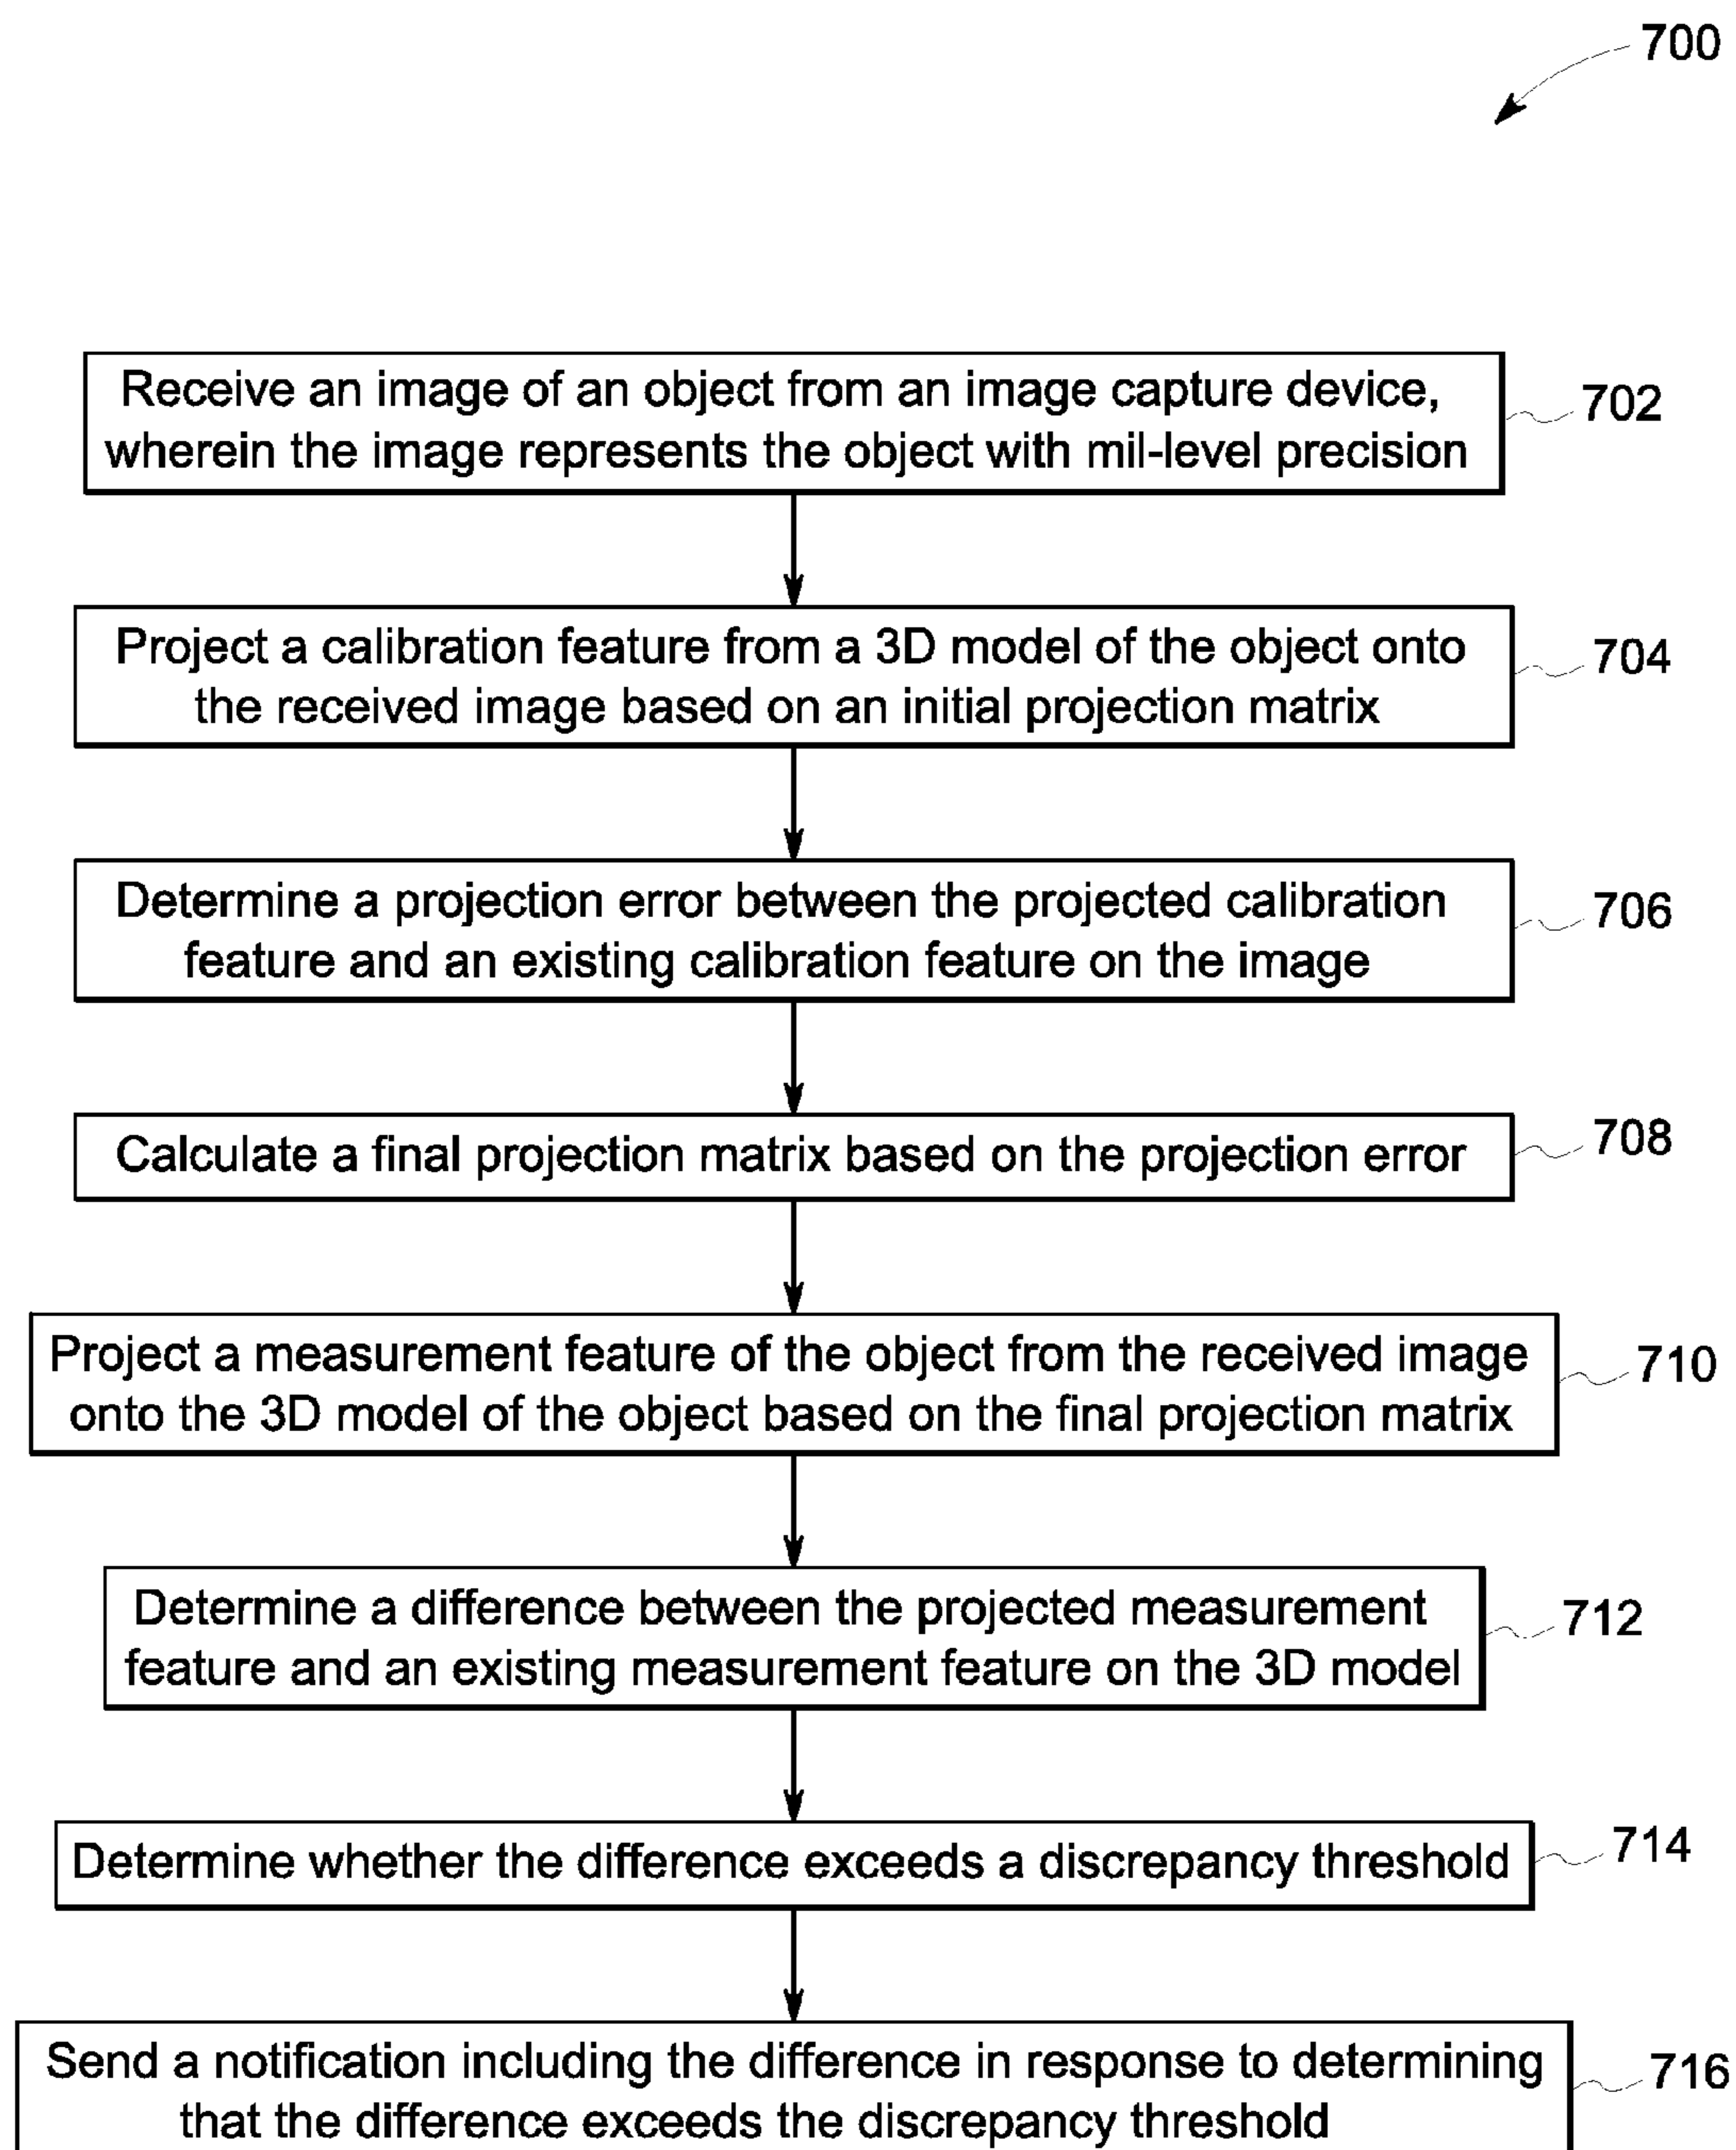 700
Receive an image of an object from an image capture device,
wherein the image represents the object with mil-level precision
702
Project a calibration feature from a 3D model of the object onto
the received image based on an initial projection matrix
704
Determine a projection error between the projected calibration
feature and an existing calibration feature on the image
706
Calculate a final projection matrix based on the projection error
708
Project a measurement feature of the object from the received image
onto the 3D model of the object based on the final projection matrix
710
Determine a difference between the projected measurement
feature and an existing measurement feature on the 3D model
712
Determine whether the difference exceeds a discrepancy threshold
714
Send a notification including the difference in response to determining
that the difference exceeds the discrepancy threshold
716